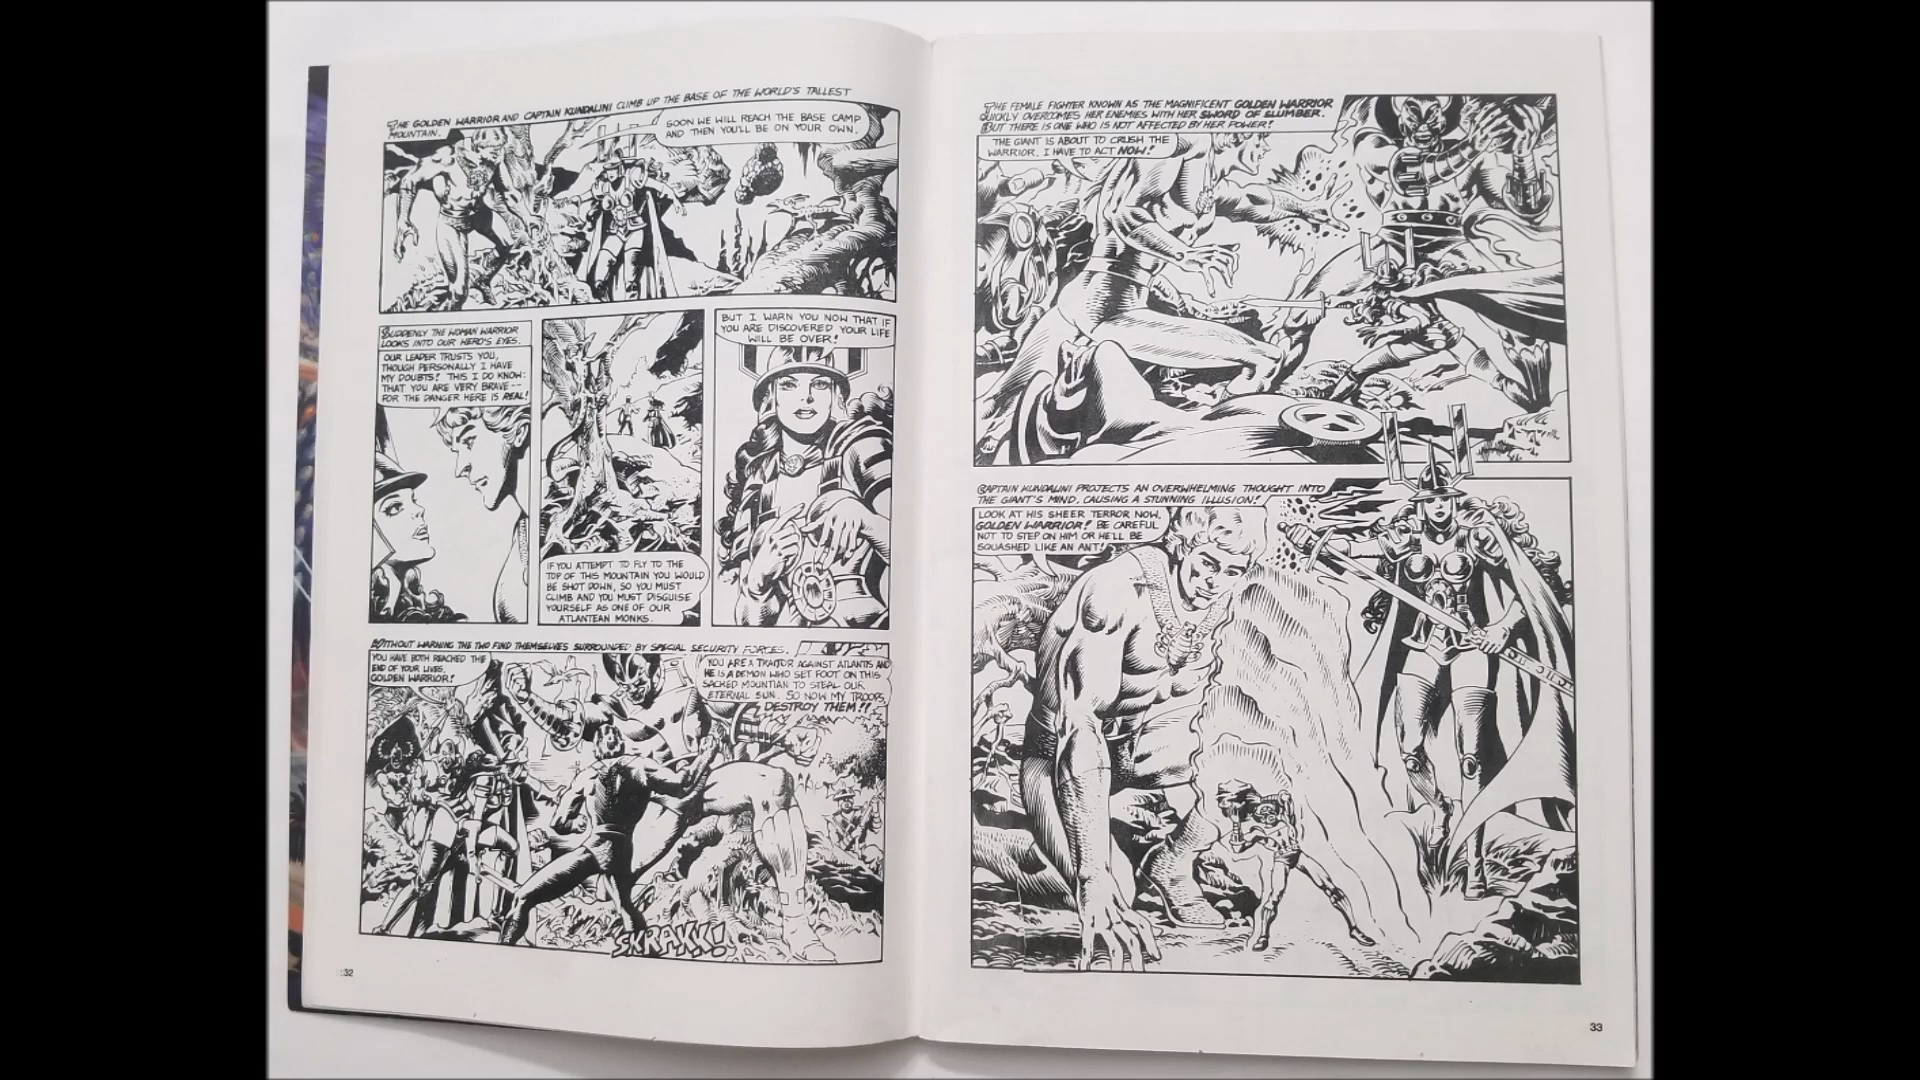 THE GOLDEN WARRIOR AND CAPTAIN KUNDALINI CLIMB UP THE BASE OF THE WORLD'S TALLEST
MOUNTAIN.
SOON WE WILL REACH THE BASE CAMP
AND THEN YOU'LL BE ON YOUR OWN.
SUDDENLY THE WOMAN WARRIOR
LOOKS INTO OUR HERO'S EYES.
OUR LEADER TRUSTS YOU,
THOUGH PERSONALLY I HAVE
MY DOUBTS! THIS I DO KNOW:
THAT YOU ARE VERY BRAVE --
FOR THE DANGER HERE IS REAL!
IF YOU ATTEMPT TO FLY TO THE
TOP OF THIS MOUNTAIN YOU WOULD
BE SHOT DOWN, SO YOU MUST
CLIMB AND YOU MUST DISGUISE
YOURSELF AS ONE OF OUR
ATLANTEAN MONKS.
BUT I WARN YOU NOW THAT IF
YOU ARE DISCOVERED YOUR LIFE
WILL BE OVER!
WITHOUT WARNING THE TWO FIND THEMSELVES SURROUNDED BY SPECIAL SECURITY FORCES.
YOU HAVE BOTH REACHED THE
END OF YOUR LIVES,
GOLDEN WARRIOR!
YOU ARE A TRAITOR AGAINST ATLANTIS AND
HE IS A DEMON WHO SET FOOT ON THIS
SACRED MOUNTIAN TO STEAL OUR
ETERNAL SUN. SO NOW MY TROOPS,
DESTROY THEM!!
SKRAKK!
32
THE FEMALE FIGHTER KNOWN AS THE MAGNIFICENT GOLDEN WARRIOR
QUICKLY OVERCOMES HER ENEMIES WITH HER SWORD OF SLUMBER.
BUT THERE IS ONE WHO IS NOT AFFECTED BY HER POWER!
THE GIANT IS ABOUT TO CRUSH THE
WARRIOR. I HAVE TO ACT NOW!
CAPTAIN KUNDALINI PROJECTS AN OVERWHELMING THOUGHT INTO
THE GIANT'S MIND, CAUSING A STUNNING ILLUSION!
LOOK AT HIS SHEER TERROR NOW,
GOLDEN WARRIOR! BE CAREFUL
NOT TO STEP ON HIM OR HE'LL BE
SQUASHED LIKE AN ANT!
33